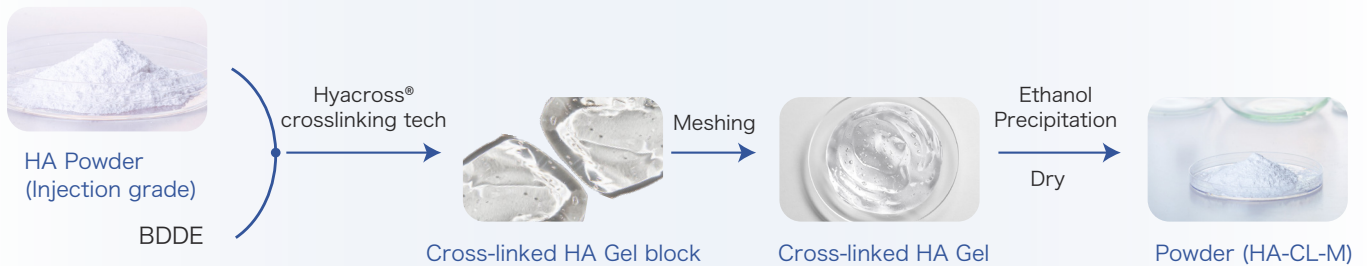 HA Powder
(Injection grade)
BDDE
Hyacross®
crosslinking tech
Cross-linked HA Gel block
Meshing
Cross-linked HA Gel
Ethanol
Precipitation
Dry
Powder (HA-CL-M)